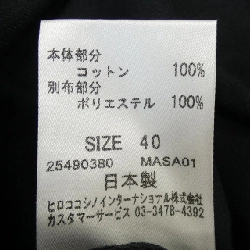 本体部分
コットン 100%
別布部分
ポリエステル 100%
SIZE 40
25490380 MASA01
日本製
ヒロココシノインターナショナル株式会社
カスタマーサービス 03-3478-4392